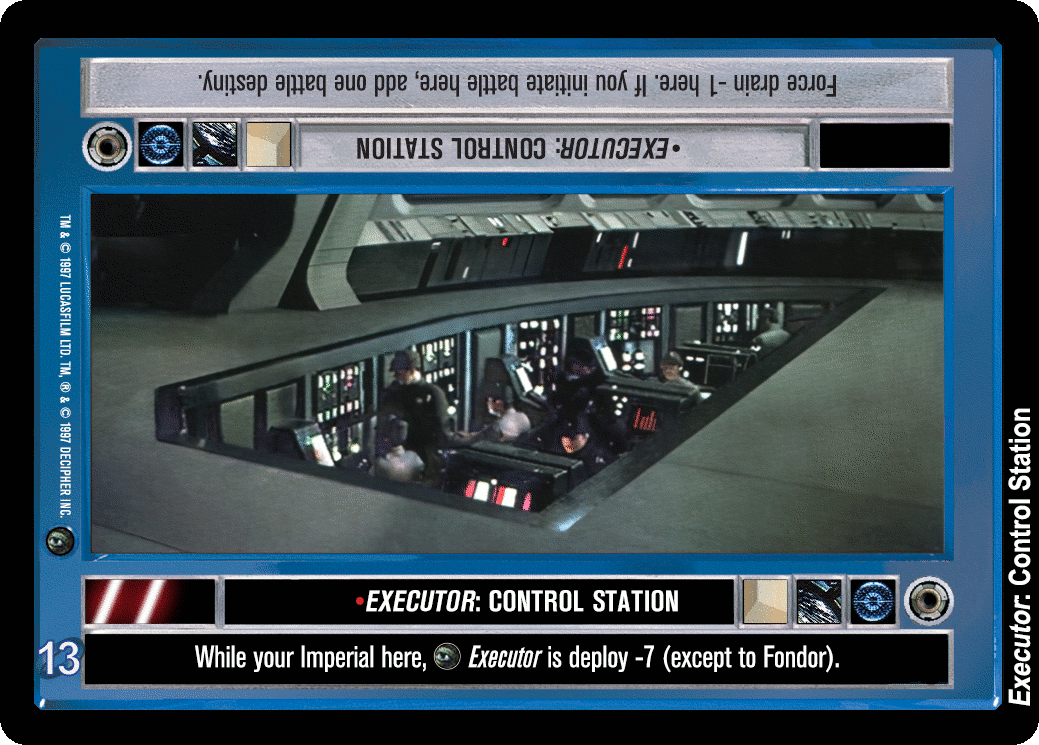 Force drain -1 here. If you initiate battle here, add one battle destiny.
•EXECUTOR: CONTROL STATION
TM & © 1997 LUCASFILM LTD. TM, ® & © 1997 DECIPHER INC.
•EXECUTOR: CONTROL STATION
13
While your Imperial here, Executor is deploy -7 (except to Fondor).
Executor: Control Station